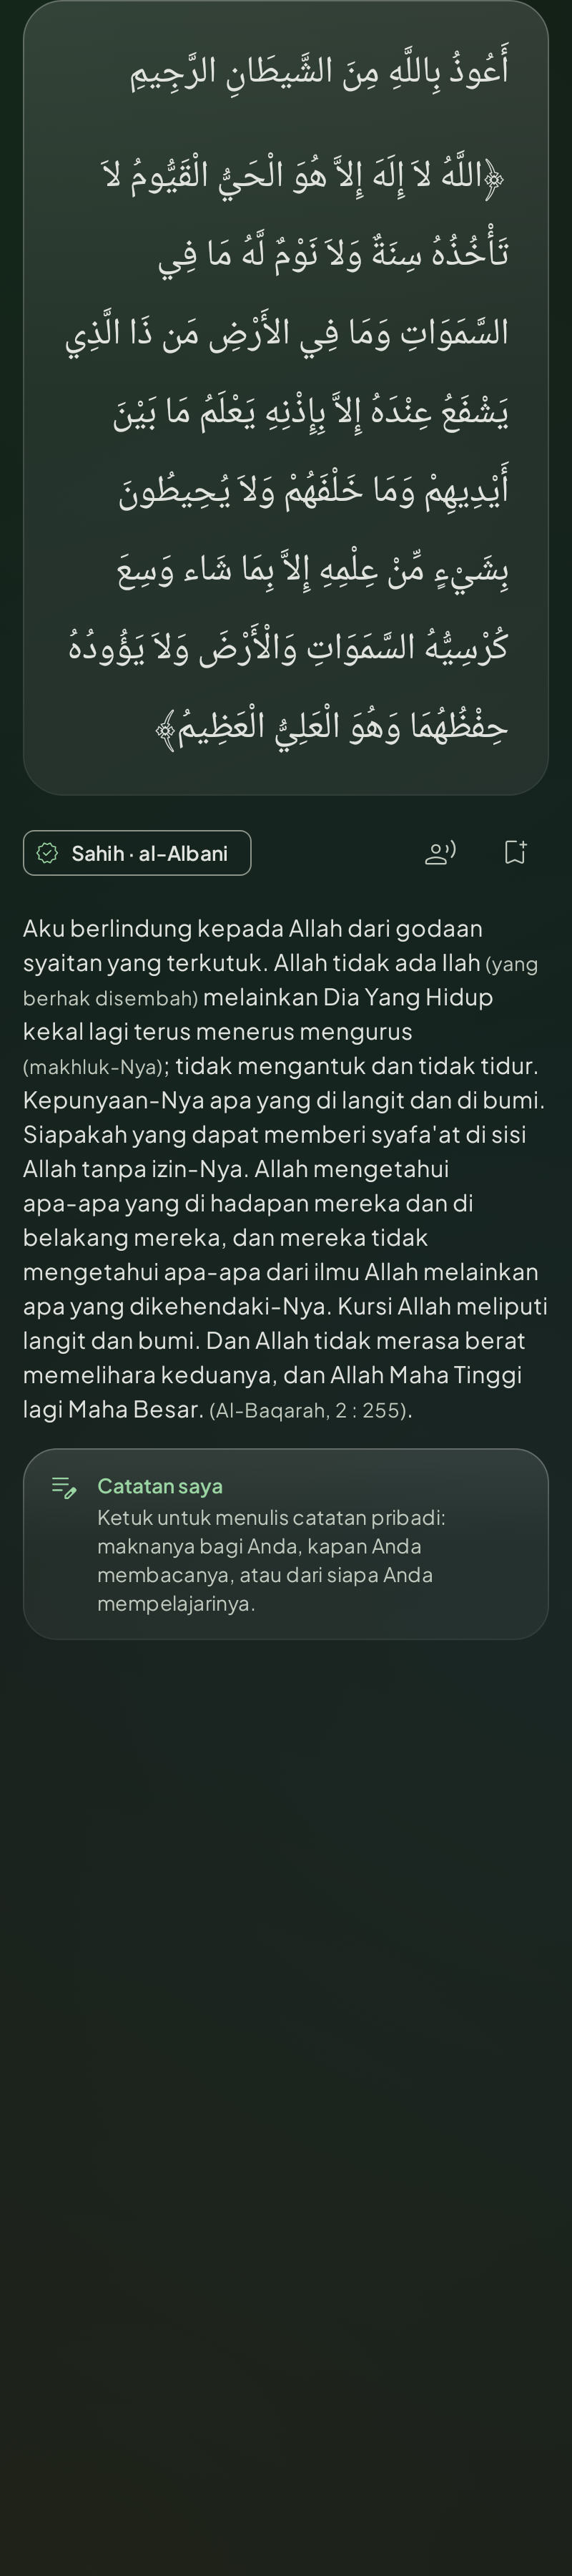 أَعُوذُ بِاللَّهِ مِنَ الشَّيطَانِ الرَّجِيمِ
﴿اللَّهُ لاَ إِلَهَ إِلاَّ هُوَ الْحَيُّ الْقَيُّومُ لاَ
تَأْخُذُهُ سِنَةٌ وَلاَ نَوْمٌ لَّهُ مَا فِي
السَّمَوَاتِ وَمَا فِي الأَرْضِ مَن ذَا الَّذِي
يَشْفَعُ عِنْدَهُ إِلاَّ بِإِذْنِهِ يَعْلَمُ مَا بَيْنَ
أَيْدِيهِمْ وَمَا خَلْفَهُمْ وَلاَ يُحِيطُونَ
بِشَيْءٍ مِّنْ عِلْمِهِ إِلاَّ بِمَا شَاء وَسِعَ
كُرْسِيُّهُ السَّمَوَاتِ وَالْأَرْضَ وَلاَ يَؤُودُهُ
حِفْظُهُمَا وَهُوَ الْعَلِيُّ الْعَظِيمُ﴾
Sahih · al-Albani
Aku berlindung kepada Allah dari godaan
syaitan yang terkutuk. Allah tidak ada Ilah (yang
berhak disembah) melainkan Dia Yang Hidup
kekal lagi terus menerus mengurus
(makhluk-Nya); tidak mengantuk dan tidak tidur.
Kepunyaan-Nya apa yang di langit dan di bumi.
Siapakah yang dapat memberi syafa'at di sisi
Allah tanpa izin-Nya. Allah mengetahui
apa-apa yang di hadapan mereka dan di
belakang mereka, dan mereka tidak
mengetahui apa-apa dari ilmu Allah melainkan
apa yang dikehendaki-Nya. Kursi Allah meliputi
langit dan bumi. Dan Allah tidak merasa berat
memelihara keduanya, dan Allah Maha Tinggi
lagi Maha Besar. (Al-Baqarah, 2 : 255).
Catatan saya
Ketuk untuk menulis catatan pribadi:
maknanya bagi Anda, kapan Anda
membacanya, atau dari siapa Anda
mempelajarinya.